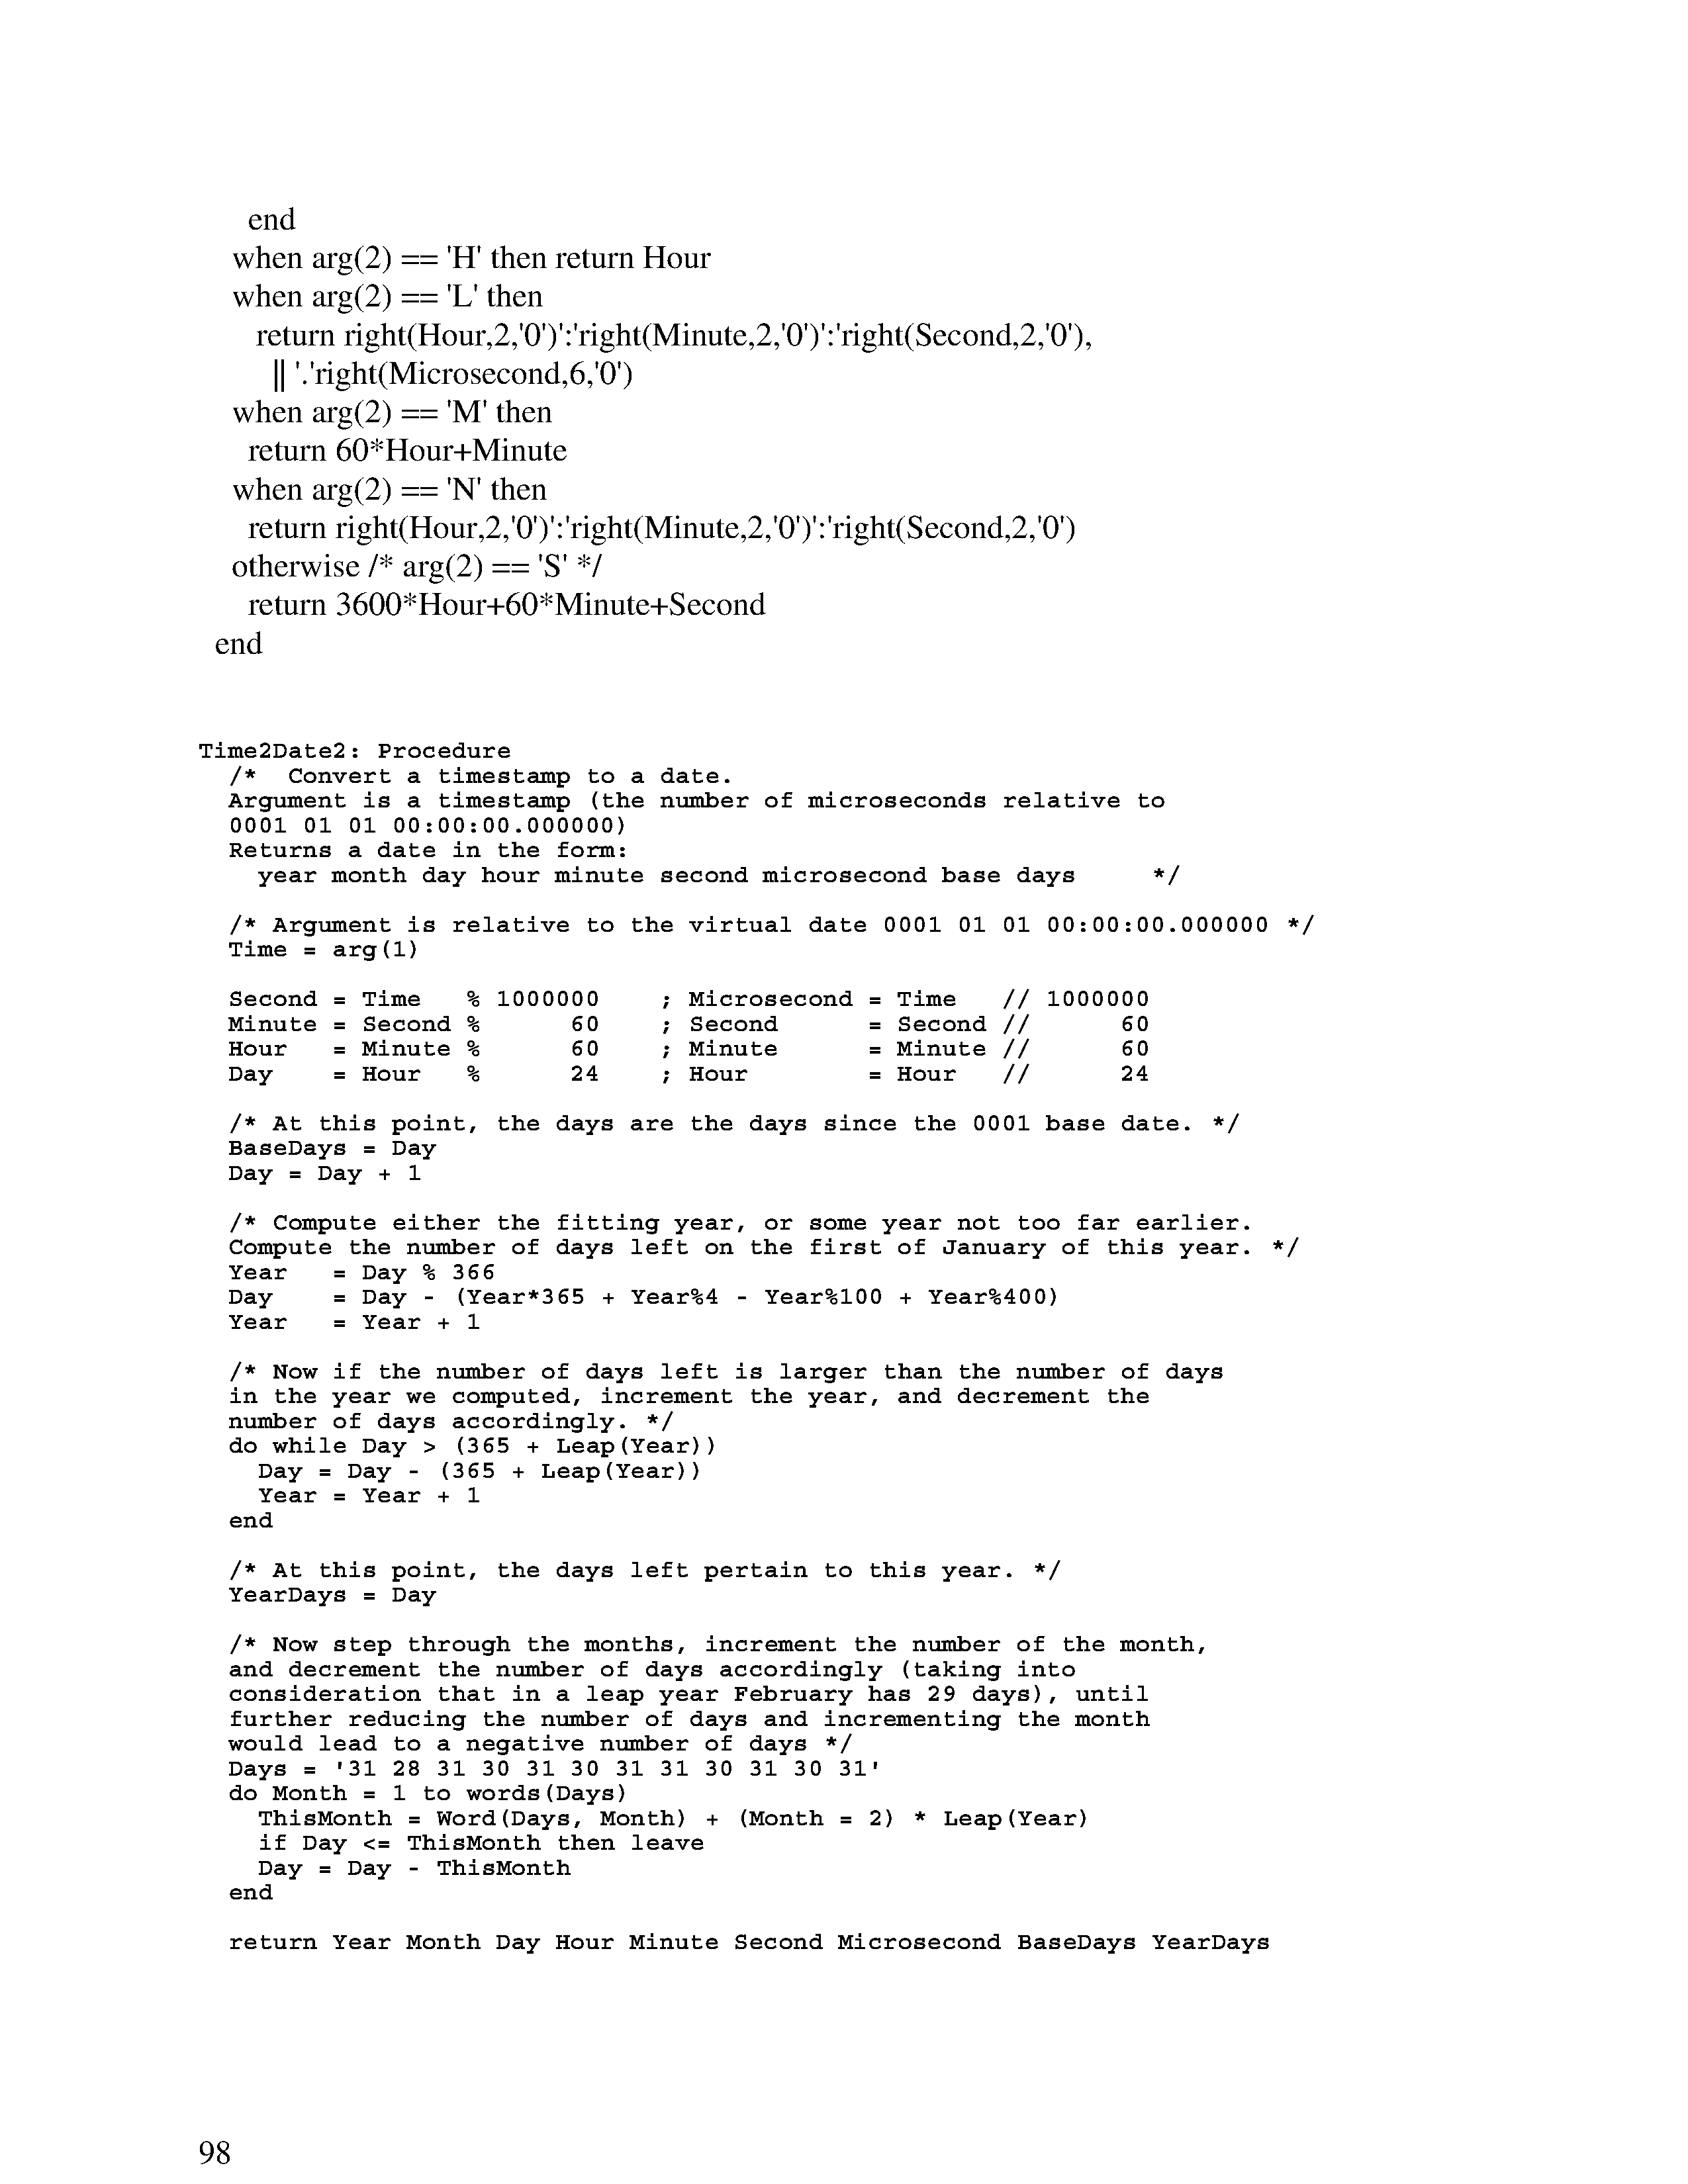 end
when arg(2) == 'H' then return Hour
when arg(2) == 'L' then
return right(Hour,2,'0')':'right(Minute,2,'0')':'right(Second,2,'0'),
|| '.'right(Microsecond,6,'0')
when arg(2) == 'M' then
return 60*Hour+Minute
when arg(2) == 'N' then
return right(Hour,2,'0')':'right(Minute,2,'0')':'right(Second,2,'0')
otherwise /* arg(2) == 'S' */
return 3600*Hour+60*Minute+Second
end
Time2Date2: Procedure
/*  Convert a timestamp to a date.
Argument is a timestamp (the number of microseconds relative to
0001 01 01 00:00:00.000000)
Returns a date in the form:
year month day hour minute second microsecond base days     */
/* Argument is relative to the virtual date 0001 01 01 00:00:00.000000 */
Time = arg(1)
Second = Time   % 1000000    ; Microsecond = Time   // 1000000
Minute = Second %      60    ; Second      = Second //      60
Hour   = Minute %      60    ; Minute      = Minute //      60
Day    = Hour   %      24    ; Hour        = Hour   //      24
/* At this point, the days are the days since the 0001 base date. */
BaseDays = Day
Day = Day + 1
/* Compute either the fitting year, or some year not too far earlier.
Compute the number of days left on the first of January of this year. */
Year   = Day % 366
Day    = Day - (Year*365 + Year%4 - Year%100 + Year%400)
Year   = Year + 1
/* Now if the number of days left is larger than the number of days
in the year we computed, increment the year, and decrement the
number of days accordingly. */
do while Day > (365 + Leap(Year))
Day = Day - (365 + Leap(Year))
Year = Year + 1
end
/* At this point, the days left pertain to this year. */
YearDays = Day
/* Now step through the months, increment the number of the month,
and decrement the number of days accordingly (taking into
consideration that in a leap year February has 29 days), until
further reducing the number of days and incrementing the month
would lead to a negative number of days */
Days = '31 28 31 30 31 30 31 31 30 31 30 31'
do Month = 1 to words(Days)
ThisMonth = Word(Days, Month) + (Month = 2) * Leap(Year)
if Day <= ThisMonth then leave
Day = Day - ThisMonth
end
return Year Month Day Hour Minute Second Microsecond BaseDays YearDays
98